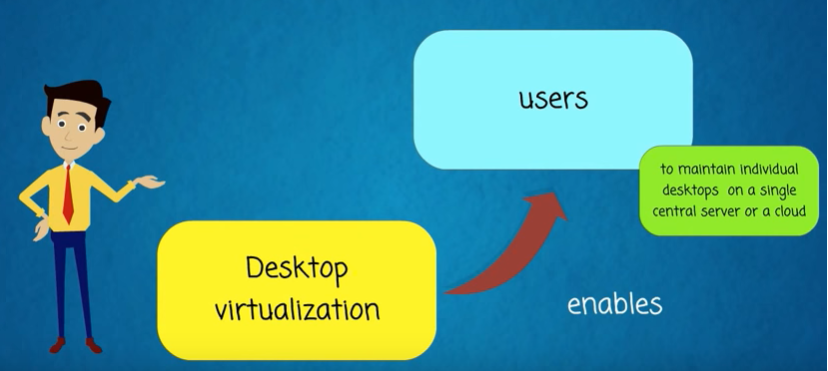 Desktop
virtualization
enables
users
to maintain individual
desktops on a single
central server or a cloud